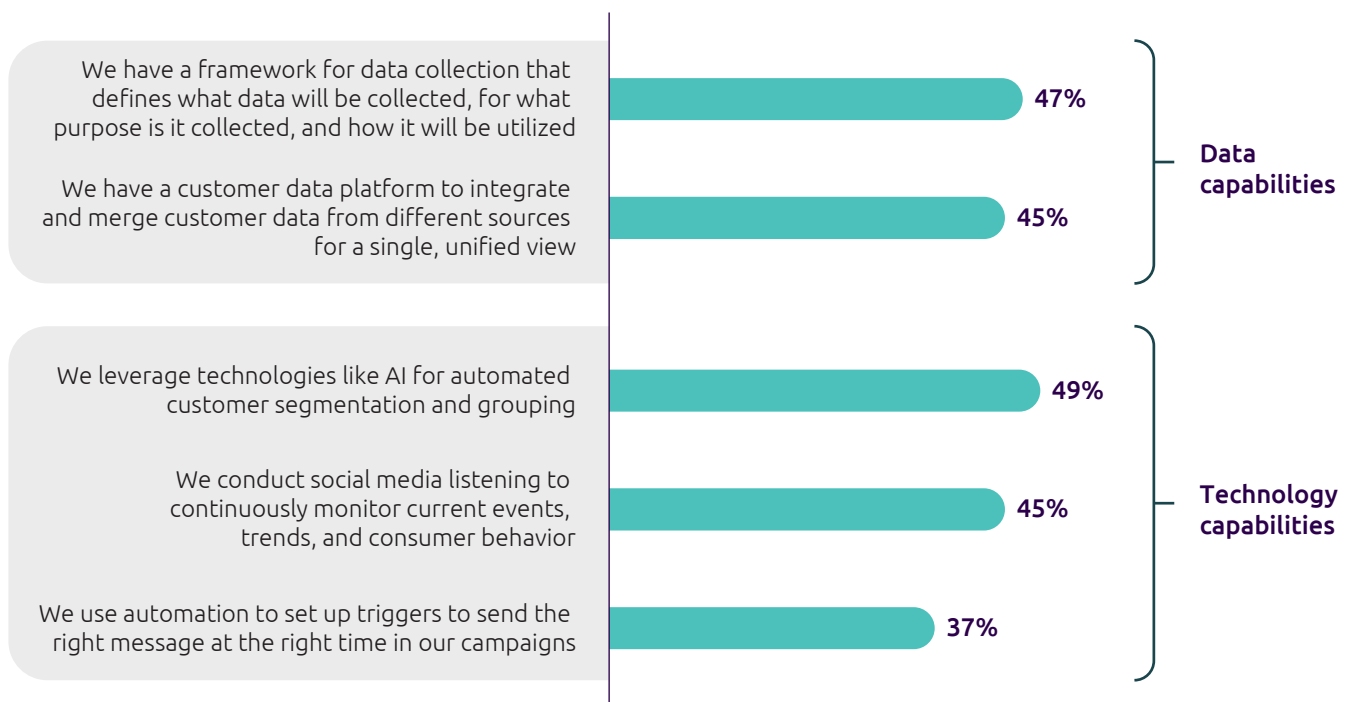 We have a framework for data collection that
defines what data will be collected, for what
purpose is it collected, and how it will be utilized
47%
We have a customer data platform to integrate
and merge customer data from different sources
for a single, unified view
45%
Data
capabilities
We leverage technologies like AI for automated
customer segmentation and grouping
49%
We conduct social media listening to
continuously monitor current events,
trends, and consumer behavior
45%
We use automation to set up triggers to send the
right message at the right time in our campaigns
37%
Technology
capabilities